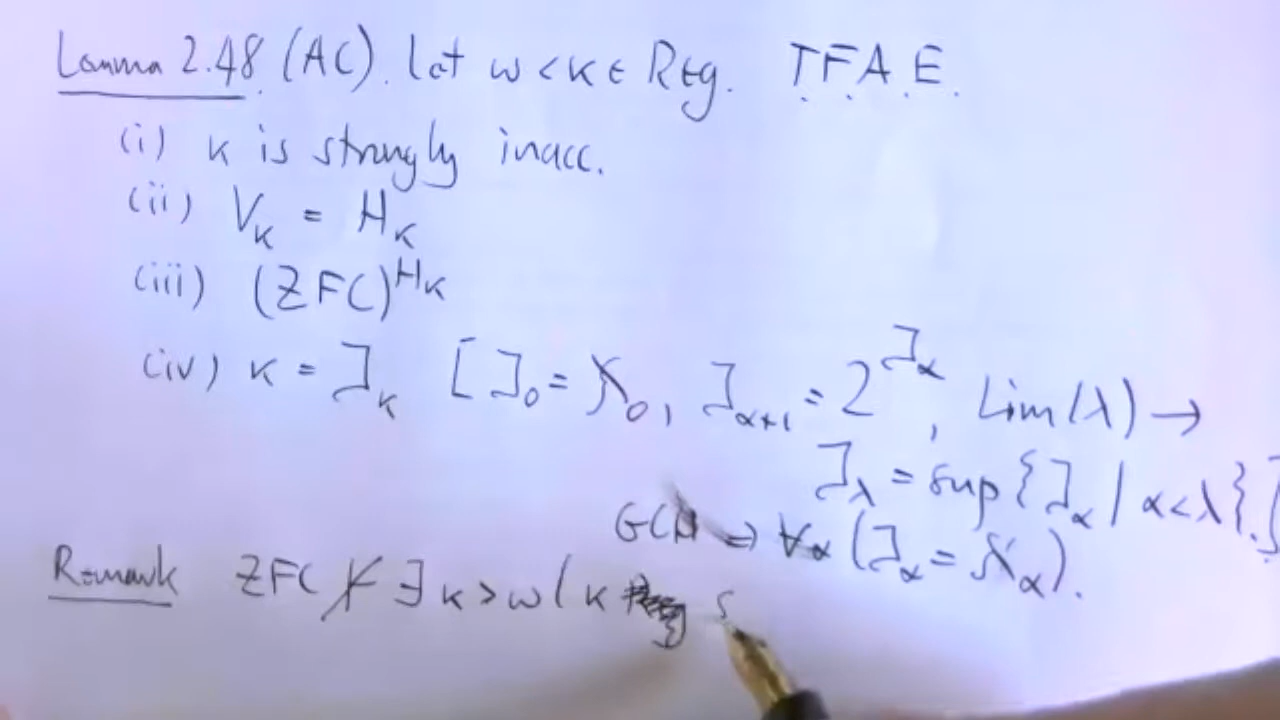 Lemma 2.48 (AC). Let ω < κ ∈ Reg. T.F.A.E.
(i) κ is strongly inacc.
(ii) V_κ = H_κ
(iii) (ZFC)^{H_κ}
(iv) κ = ℶ_κ [ℶ_0 = ℵ_0, ℶ_{α+1} = 2^{ℶ_α}, Lim(λ) →
ℶ_λ = sup{ℶ_α | α<λ}.]
GCH ⇒ ∀α (ℶ_α = ℵ_α).
Remark ZFC ⊬ ∃κ>ω(κ s